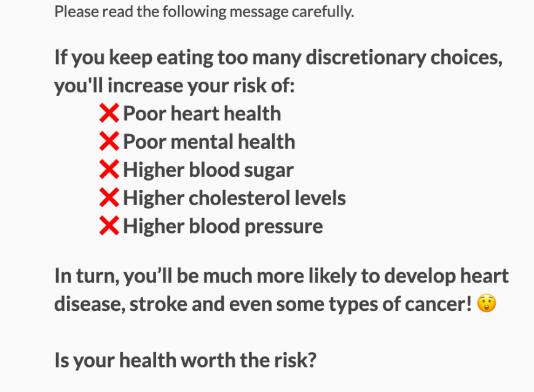 Please read the following message carefully.
If you keep eating too many discretionary choices,
you'll increase your risk of:
❌ Poor heart health
❌ Poor mental health
❌ Higher blood sugar
❌ Higher cholesterol levels
❌ Higher blood pressure
In turn, you’ll be much more likely to develop heart
disease, stroke and even some types of cancer! 😲
Is your health worth the risk?